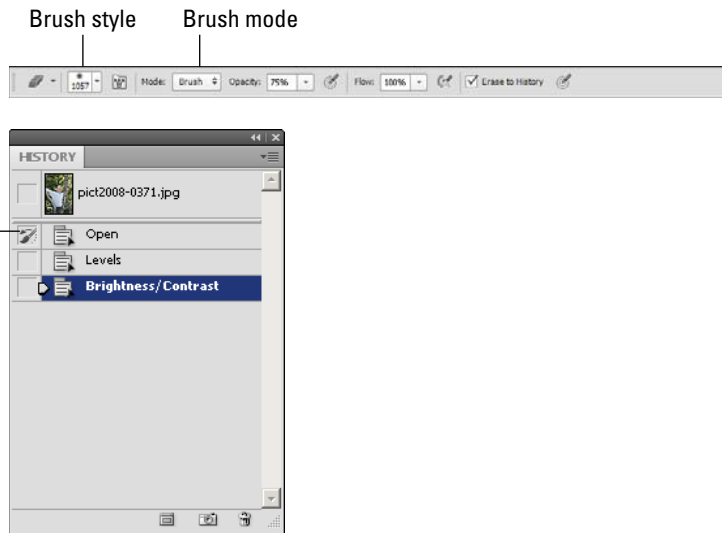 Brush style Brush mode
1057 Mode: Brush Opacity: 75% Flow: 100% Erase to History
HISTORY
pict2008-0371.jpg
Open
Levels
Brightness/Contrast